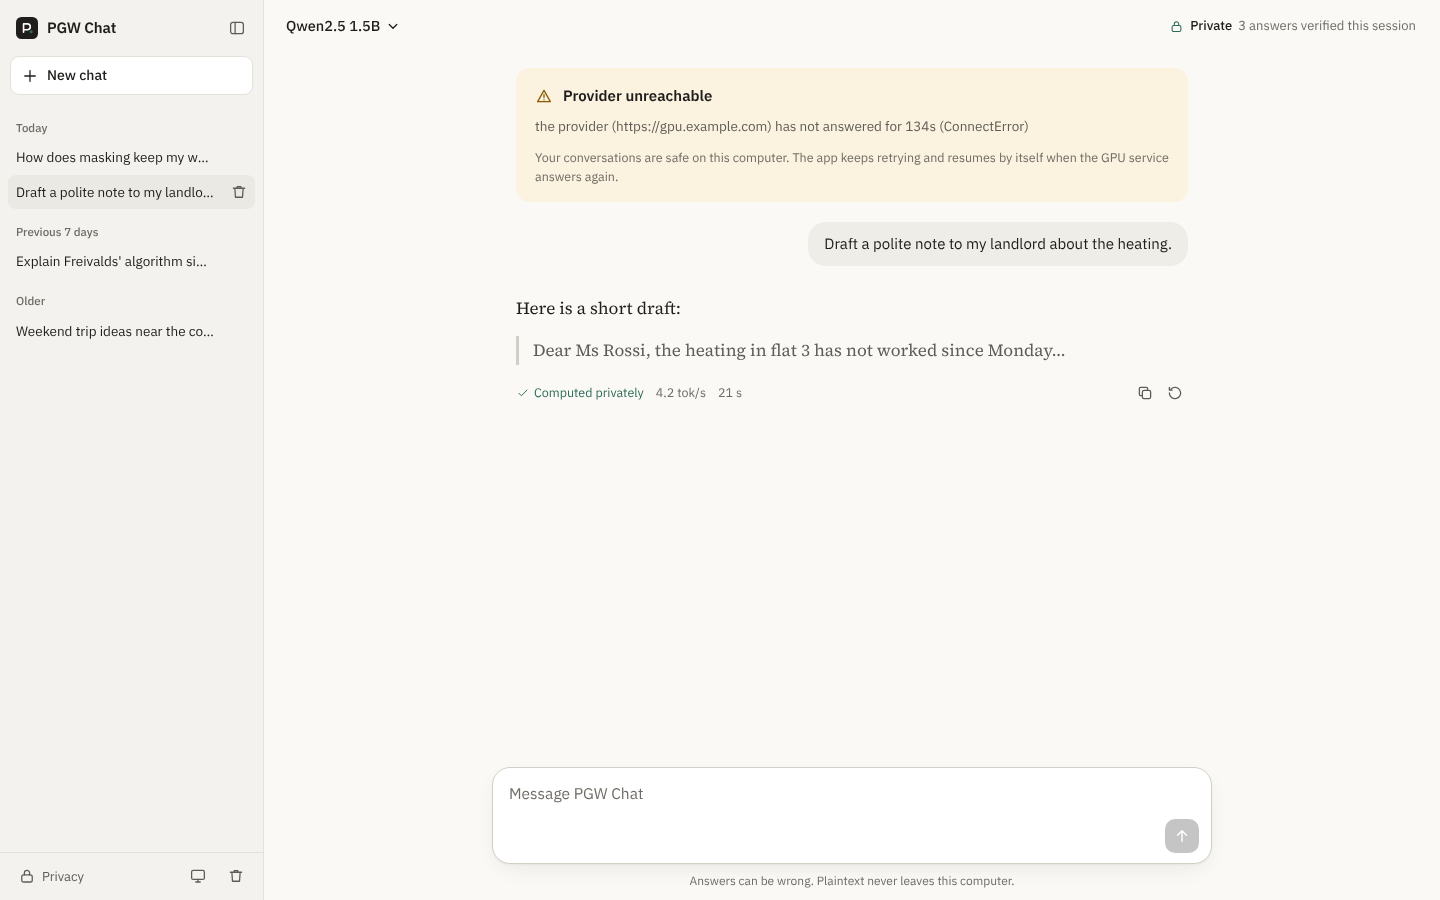 PGW Chat
New chat
Today
How does masking keep my w...
Draft a polite note to my landlo...
Previous 7 days
Explain Freivalds' algorithm si...
Older
Weekend trip ideas near the co...
Privacy
Qwen2.5 1.5B
Private 3 answers verified this session
Provider unreachable
the provider (https://gpu.example.com) has not answered for 134s (ConnectError)
Your conversations are safe on this computer. The app keeps retrying and resumes by itself when the GPU service
answers again.
Draft a polite note to my landlord about the heating.
Here is a short draft:
Dear Ms Rossi, the heating in flat 3 has not worked since Monday...
Computed privately 4.2 tok/s 21 s
Message PGW Chat
Answers can be wrong. Plaintext never leaves this computer.